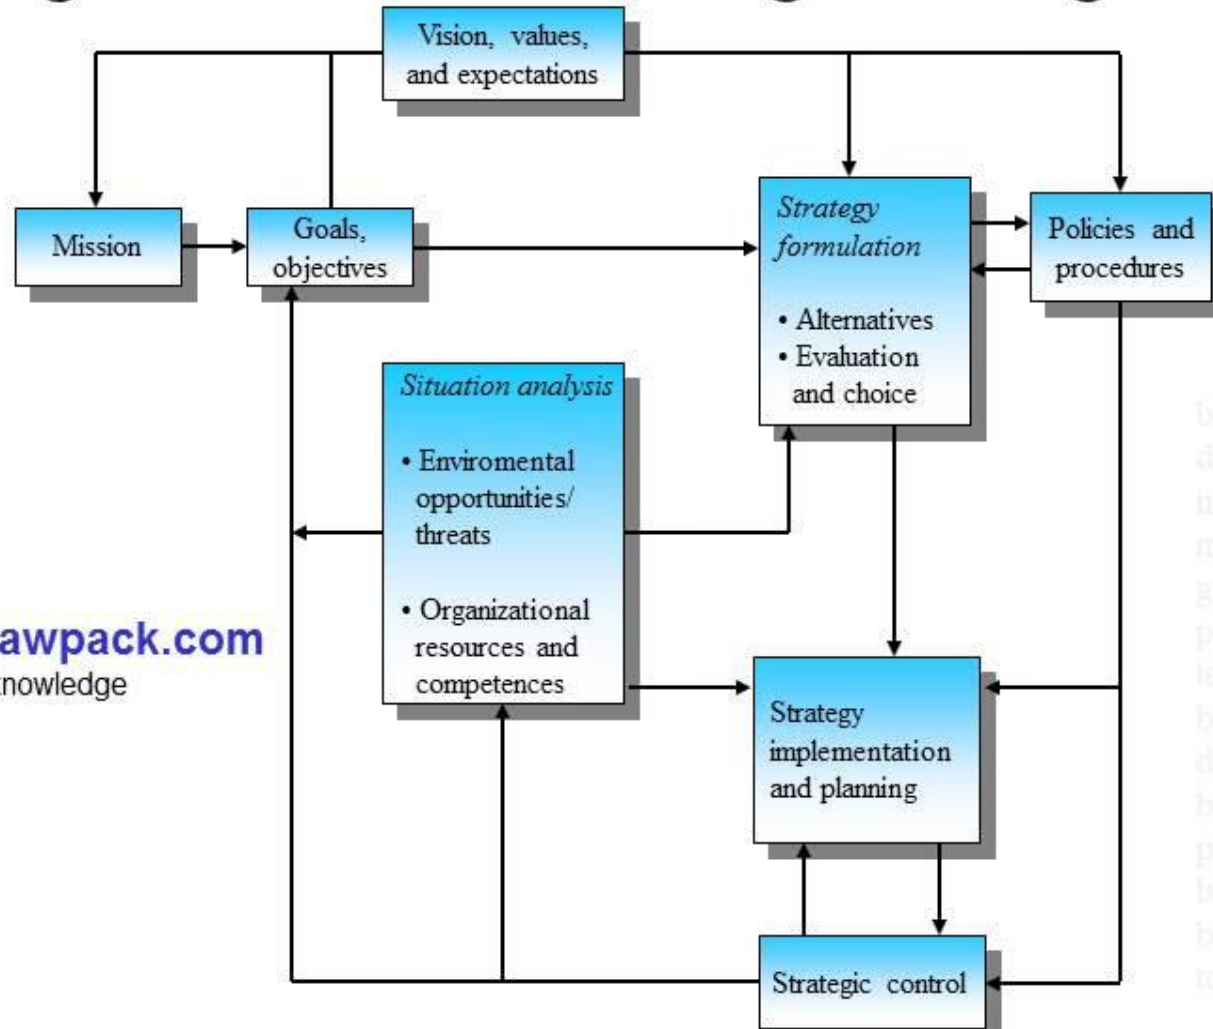 Vision, values,
and expectations
Mission
Goals,
objectives
Strategy
formulation
• Alternatives
• Evaluation
and choice
Policies and
procedures
Situation analysis
• Enviromental
opportunities/
threats
• Organizational
resources and
competences
awpack.com
nowledge
Strategy
implementation
and planning
Strategic control